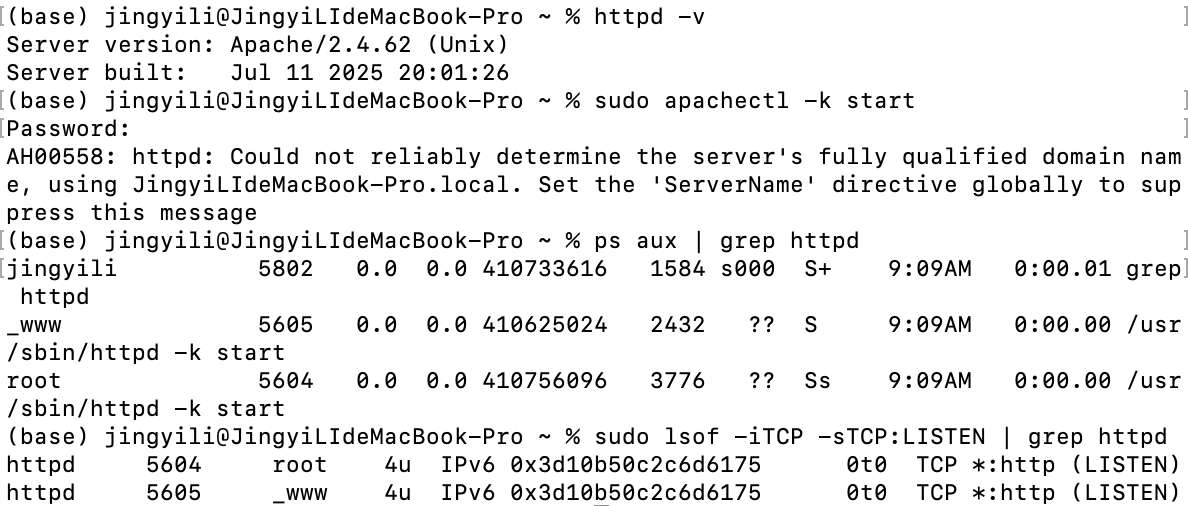 [(base) jingyili@JingyiLIdeMacBook-Pro ~ % httpd -v ]
Server version: Apache/2.4.62 (Unix)
Server built:   Jul 11 2025 20:01:26
[(base) jingyili@JingyiLIdeMacBook-Pro ~ % sudo apachectl -k start ]
[Password: ]
AH00558: httpd: Could not reliably determine the server's fully qualified domain nam
e, using JingyiLIdeMacBook-Pro.local. Set the 'ServerName' directive globally to sup
press this message
[(base) jingyili@JingyiLIdeMacBook-Pro ~ % ps aux | grep httpd ]
[jingyili          5802   0.0  0.0 410733616   1584 s000  S+    9:09AM   0:00.01 grep]
 httpd
_www              5605   0.0  0.0 410625024   2432   ??  S     9:09AM   0:00.00 /usr
/sbin/httpd -k start
root              5604   0.0  0.0 410756096   3776   ??  Ss    9:09AM   0:00.00 /usr
/sbin/httpd -k start
(base) jingyili@JingyiLIdeMacBook-Pro ~ % sudo lsof -iTCP -sTCP:LISTEN | grep httpd
httpd     5604     root    4u  IPv6 0x3d10b50c2c6d6175      0t0  TCP *:http (LISTEN)
httpd     5605     _www    4u  IPv6 0x3d10b50c2c6d6175      0t0  TCP *:http (LISTEN)